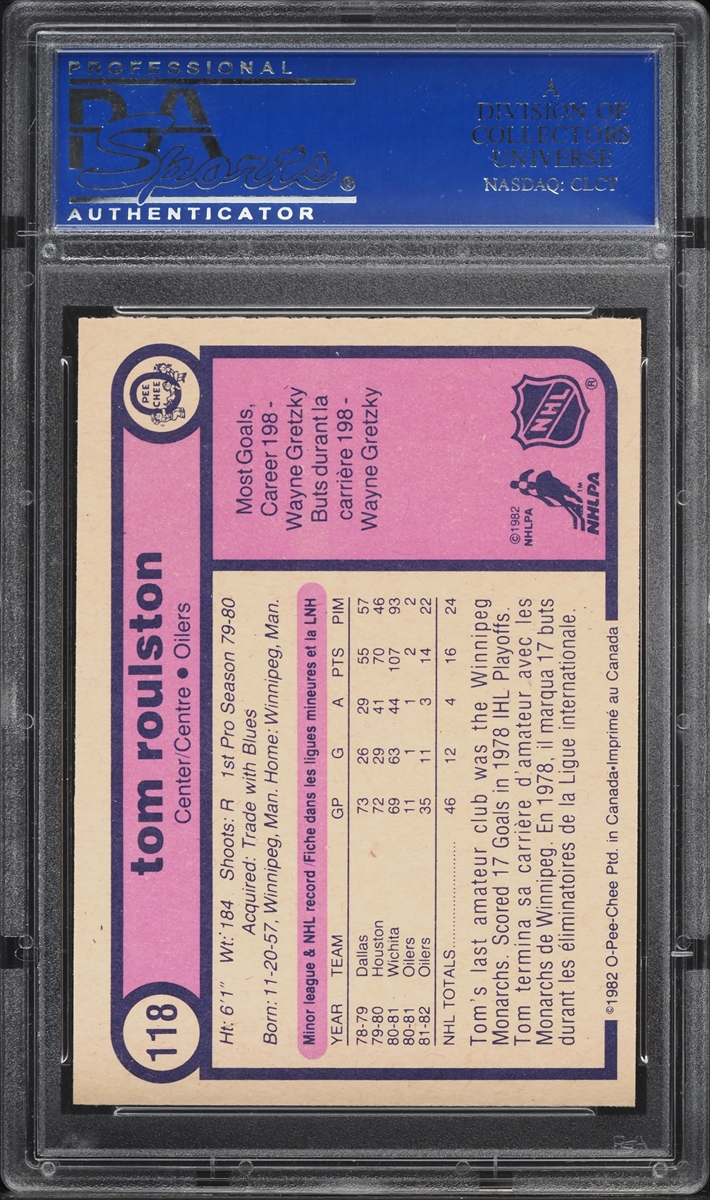 PROFESSIONAL
PSA
Sports®
AUTHENTICATOR
A
DIVISION OF
COLLECTORS
UNIVERSE
NASDAQ: CLCT
118
tom roulston
Center/Centre • Oilers
O
PEE
CHEE
Ht: 6'1" Wt: 184 Shoots: R 1st Pro Season 79-80
Acquired: Trade with Blues
Born: 11-20-57, Winnipeg, Man. Home: Winnipeg, Man.
Minor league & NHL record/Fiche dans les ligues mineures et la LNH
YEAR TEAM GP G A PTS PIM
78-79 Dallas 73 26 29 55 57
79-80 Houston 72 29 41 70 46
80-81 Wichita 69 63 44 107 93
80-81 Oilers 11 1 1 2 2
81-82 Oilers 35 11 3 14 22
NHL TOTALS .............. 46 12 4 16 24
Tom's last amateur club was the Winnipeg
Monarchs. Scored 17 Goals in 1978 IHL Playoffs.
Tom termina sa carrière d'amateur avec les
Monarchs de Winnipeg. En 1978, il marqua 17 buts
durant les éliminatoires de la Ligue internationale.
©1982 O-Pee-Chee Ptd. in Canada•Imprimé au Canada
Most Goals,
Career 198 -
Wayne Gretzky
Buts durant la
carrière 198 -
Wayne Gretzky
©1982
NHLPA
NHLPA™
NHL®
PSA